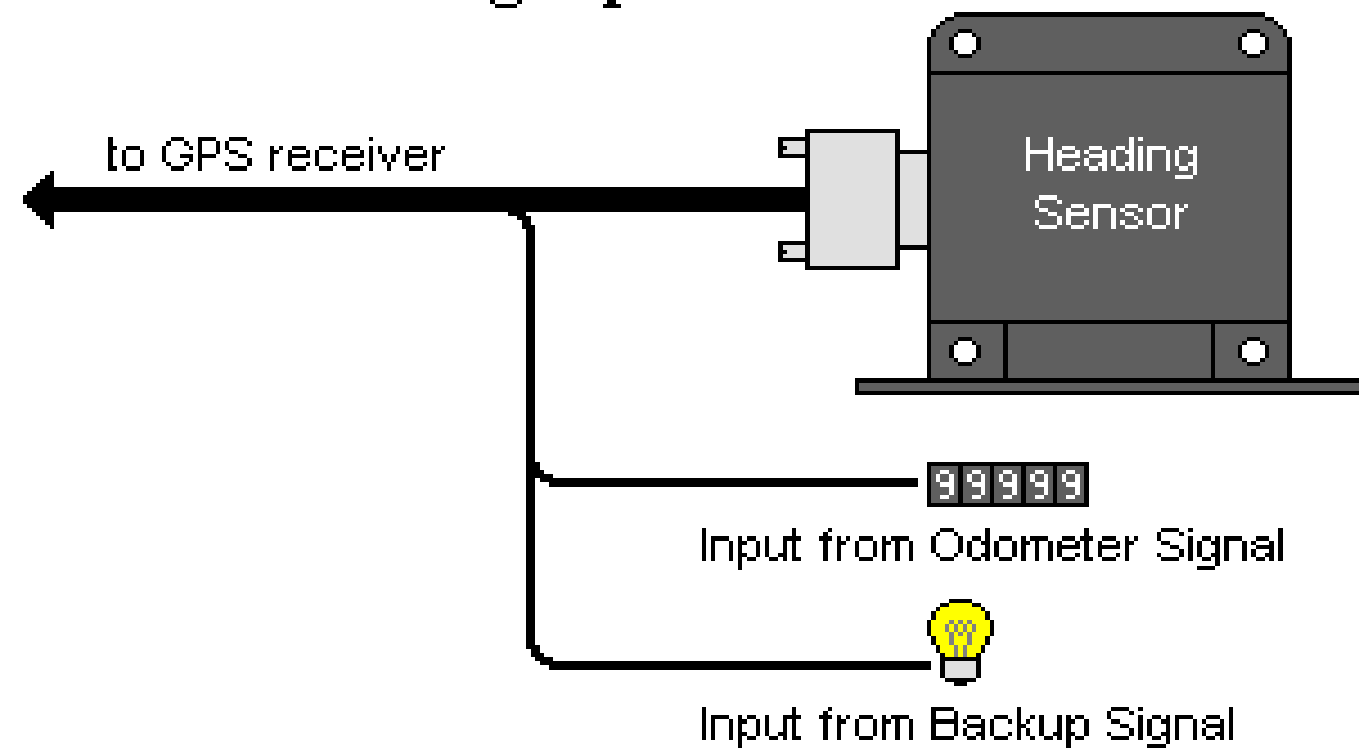 to GPS receiver
Heading
Sensor
99999
Input from Odometer Signal
Input from Backup Signal